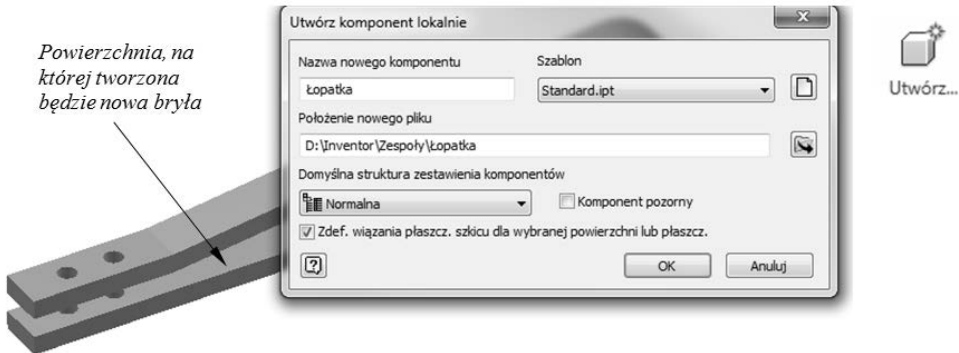 Powierzchnia, na
której tworzona
będzie nowa bryła
Utwórz komponent lokalnie
Nazwa nowego komponentu
Szablon
Łopatka
Standard.ipt
Położenie nowego pliku
D:\Inventor\Zespoły\Łopatka
Domyślna struktura zestawienia komponentów
Normalna
Komponent pozorny
Zdef. wiązania płaszcz. szkicu dla wybranej powierzchni lub płaszcz.
OK
Anuluj
Utwórz...